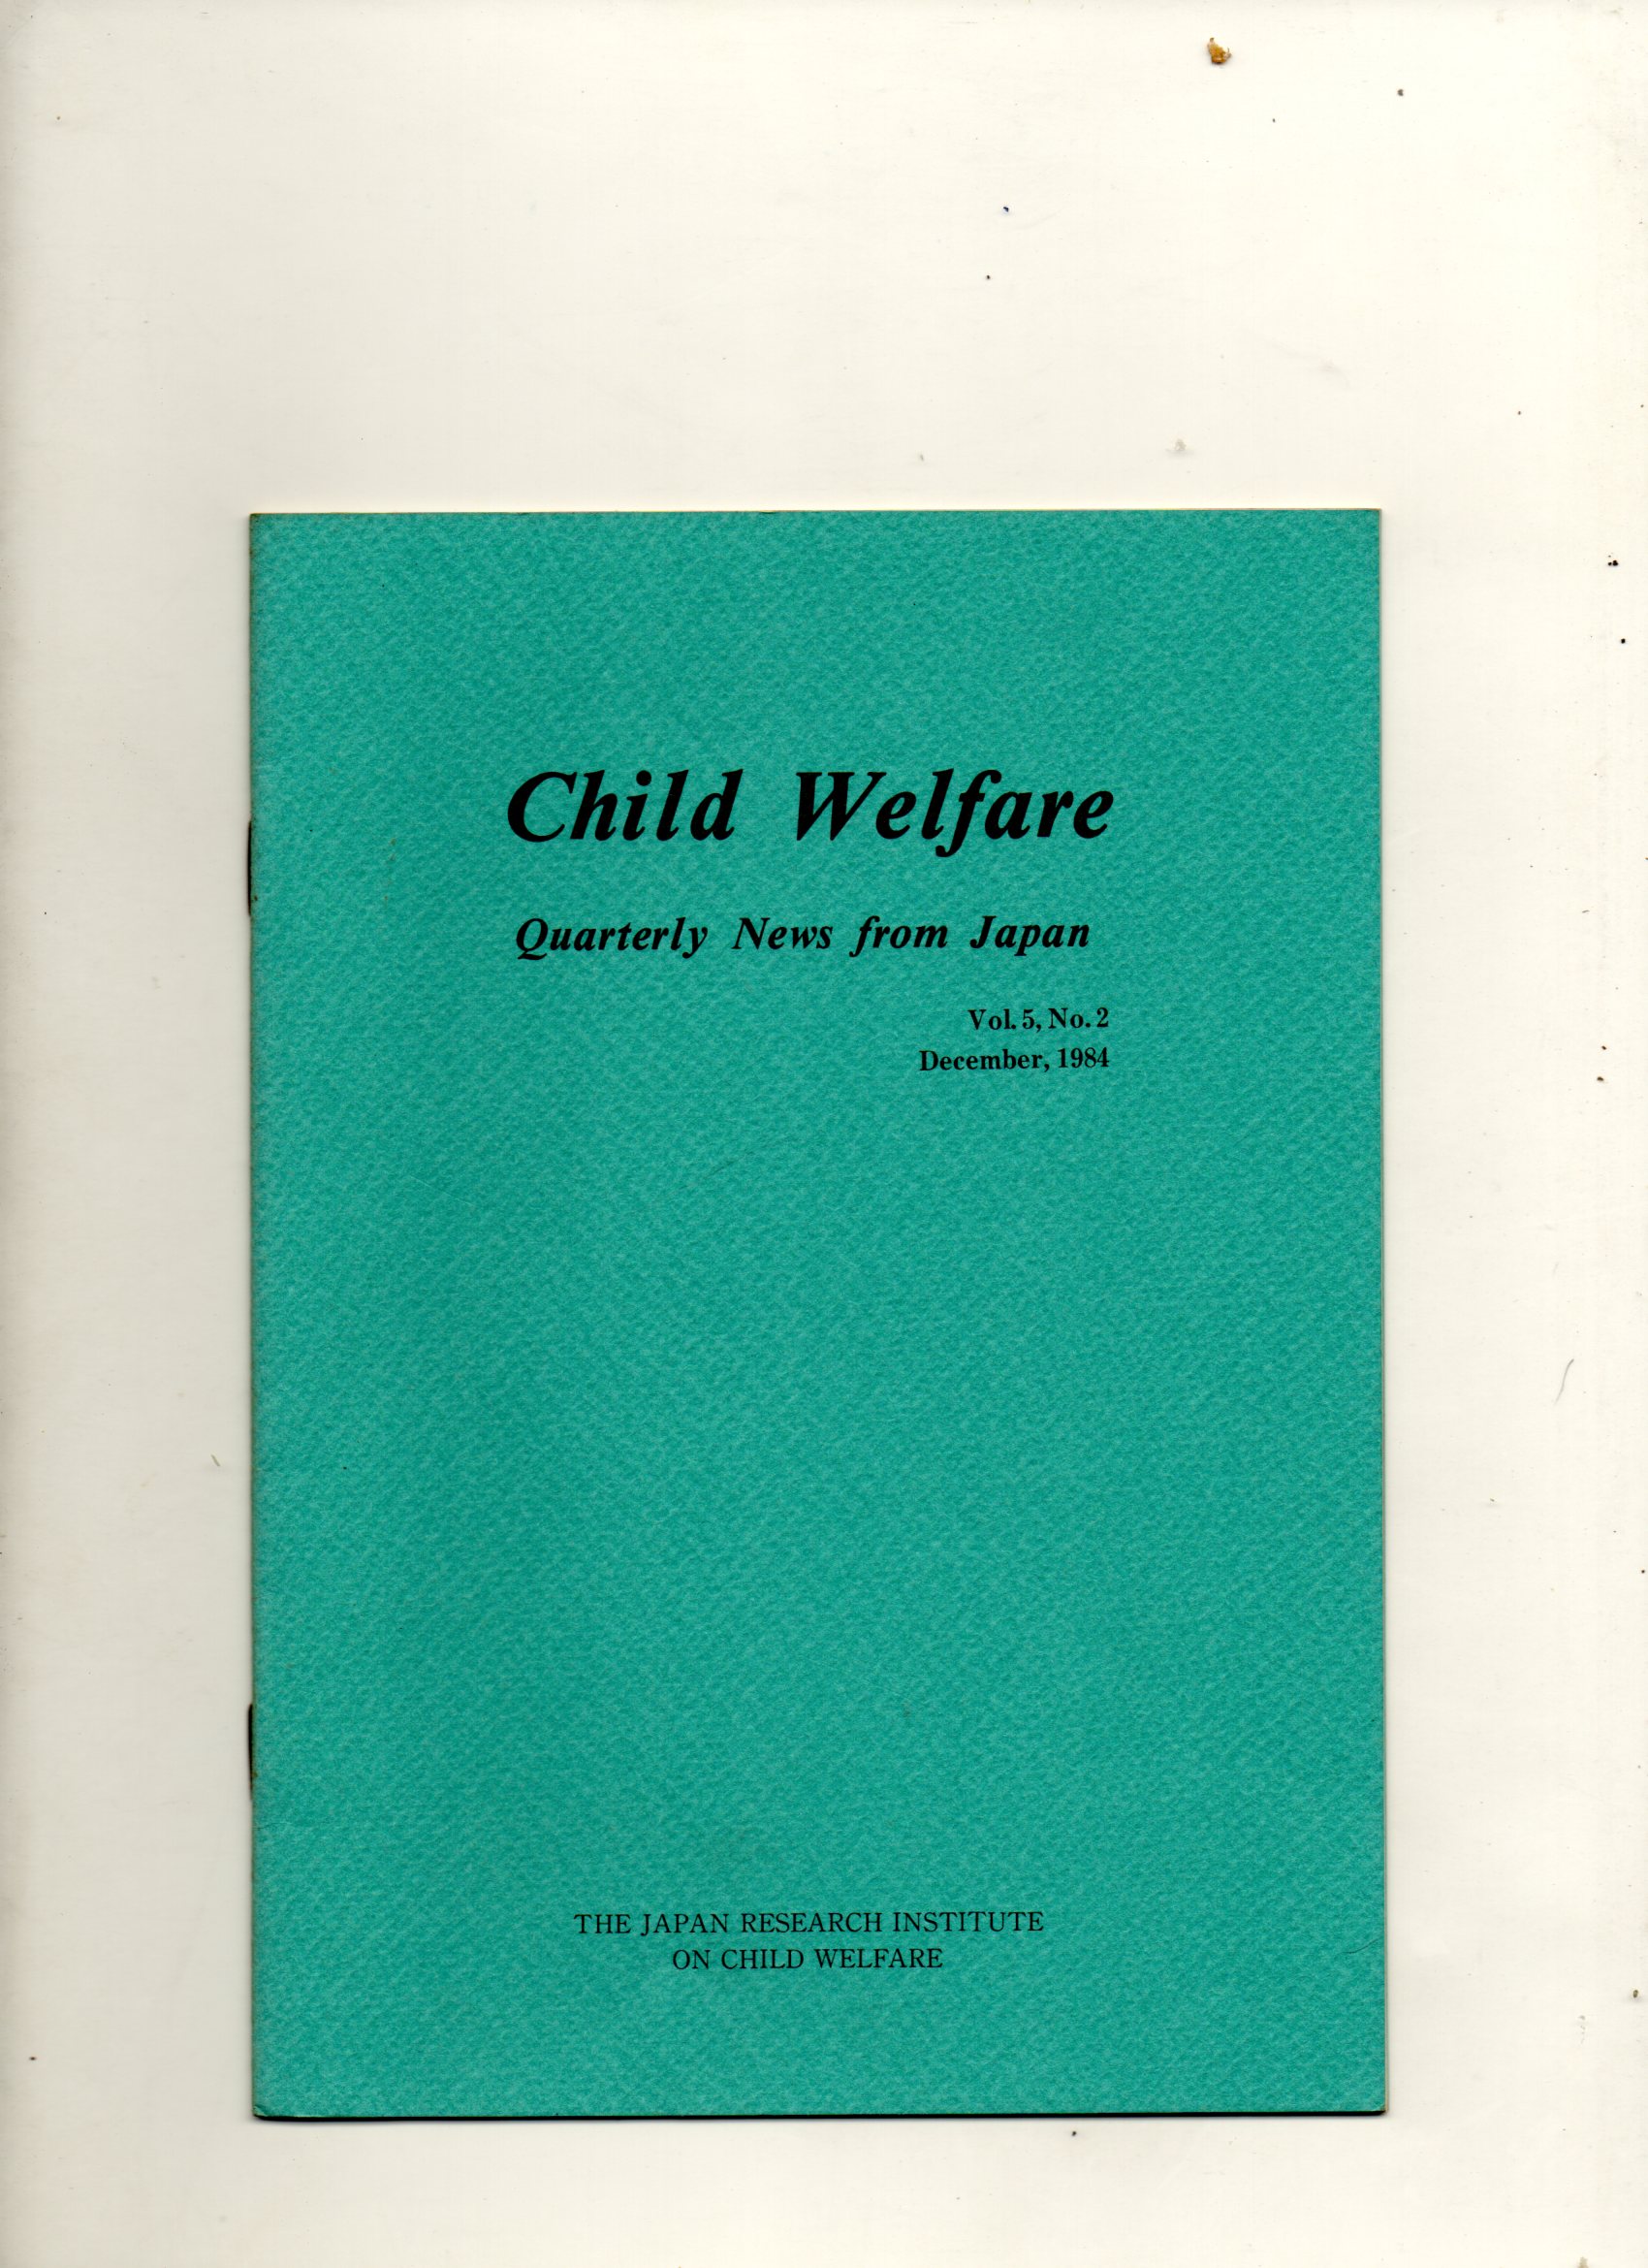 Child Welfare
Quarterly News from Japan
Vol. 5, No. 2
December, 1984
THE JAPAN RESEARCH INSTITUTE
ON CHILD WELFARE